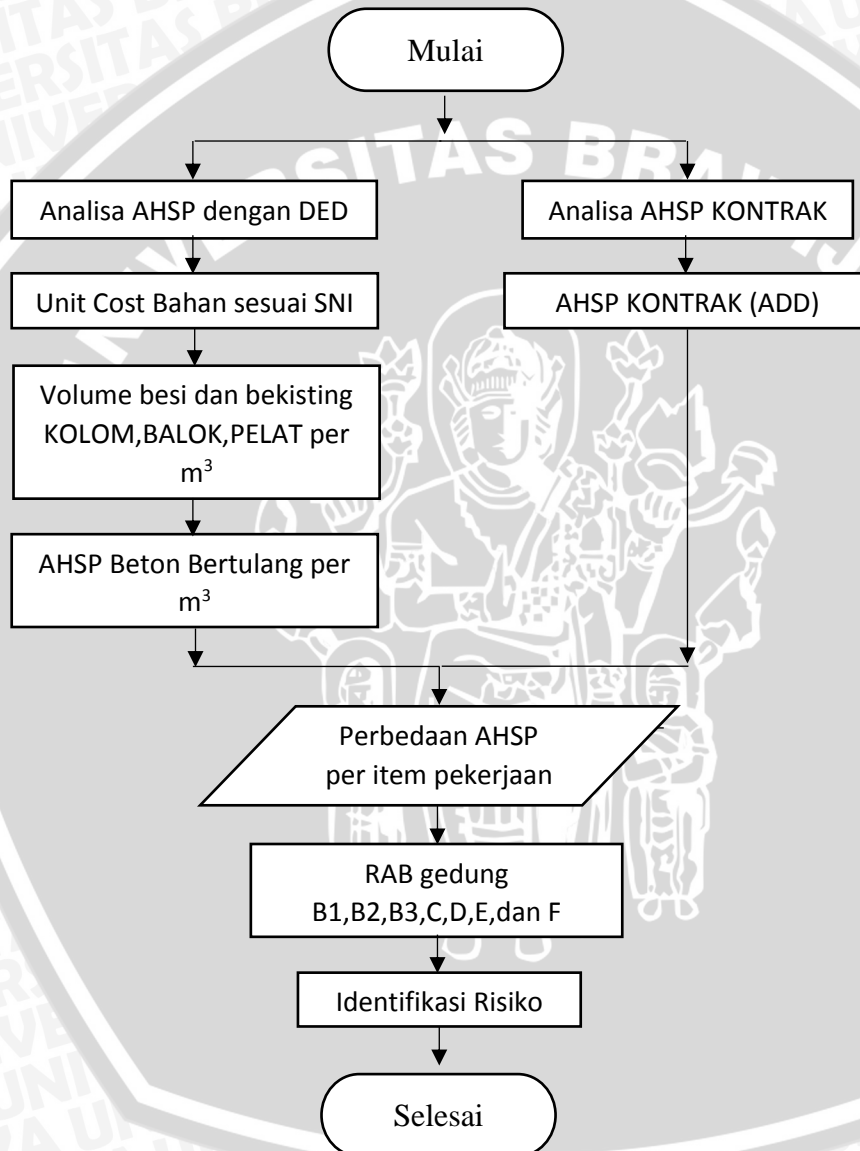 Mulai
Analisa AHSP dengan DED
Unit Cost Bahan sesuai SNI
Volume besi dan bekisting
KOLOM,BALOK,PELAT per
m³
AHSP Beton Bertulang per
m³
Analisa AHSP KONTRAK
AHSP KONTRAK (ADD)
Perbedaan AHSP
per item pekerjaan
RAB gedung
B1,B2,B3,C,D,E,dan F
Identifikasi Risiko
Selesai